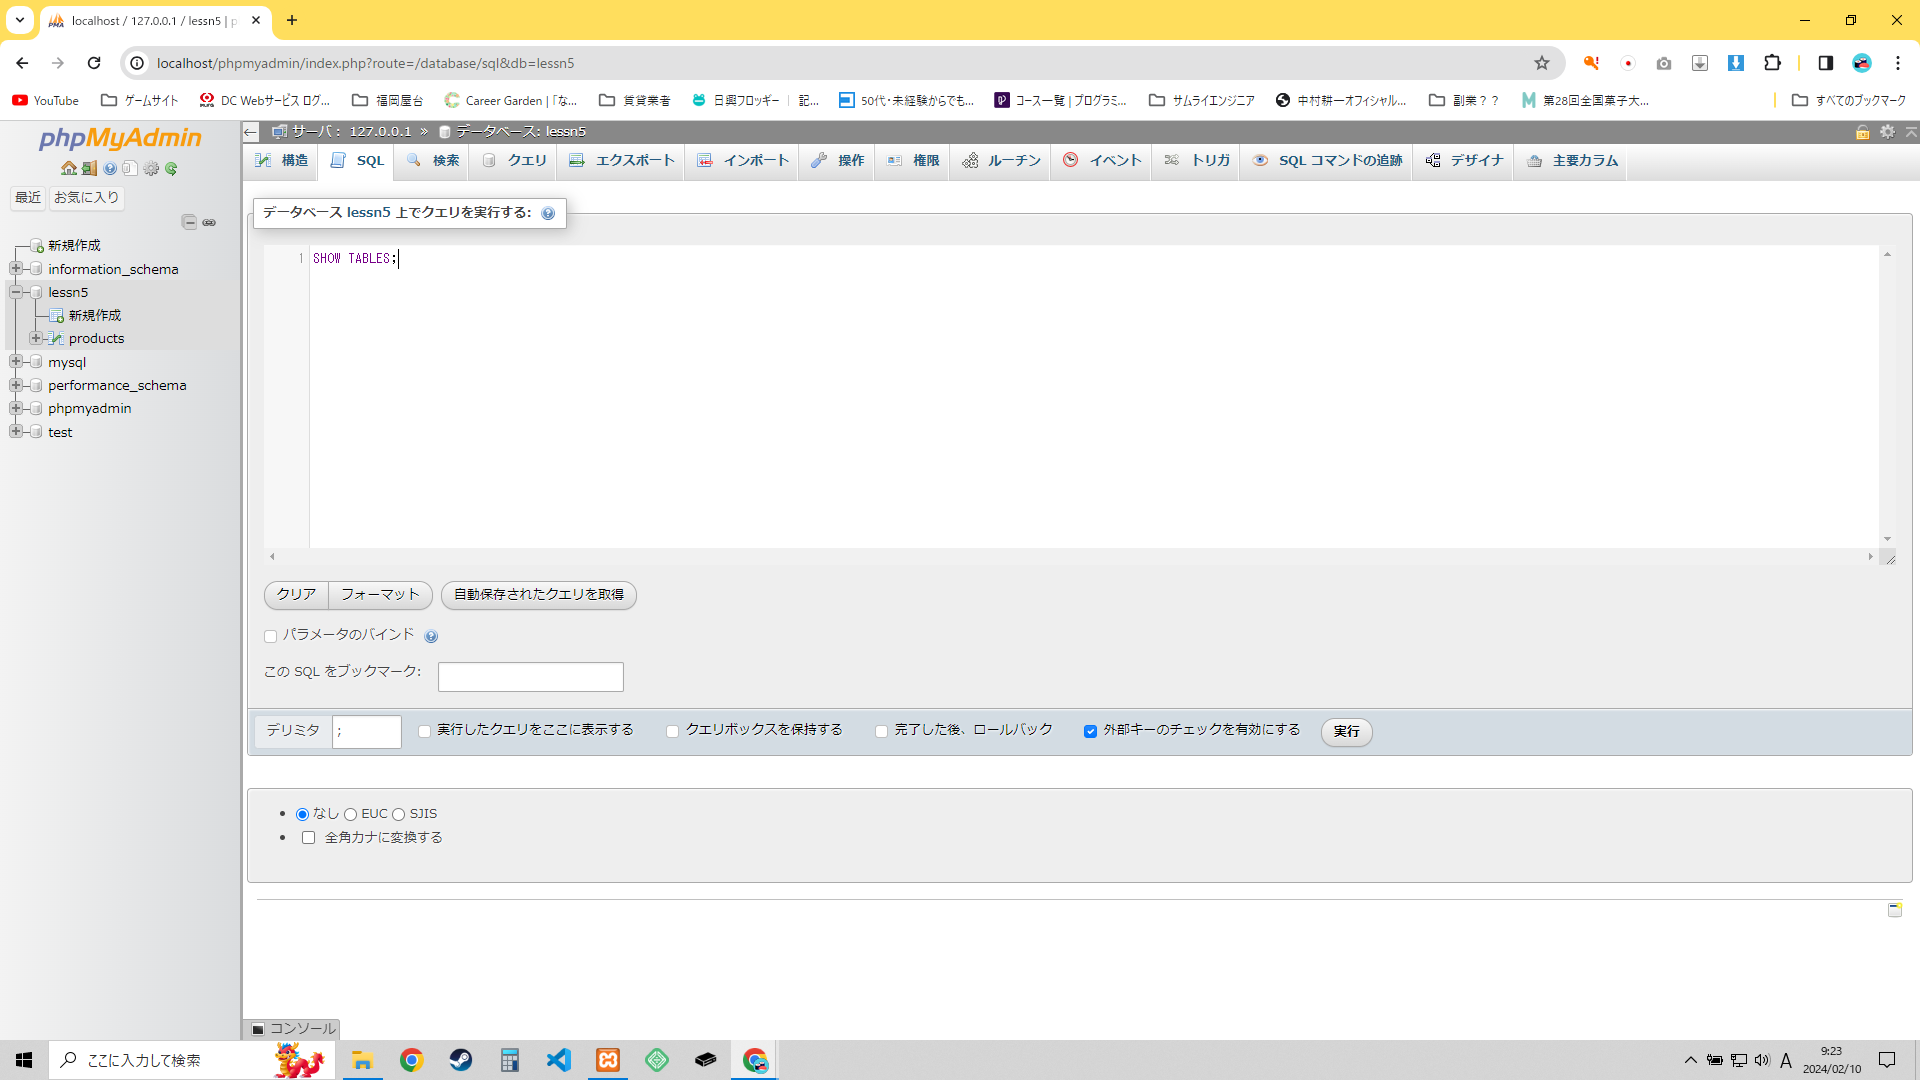 localhost / 127.0.0.1 / lessn5 | p
localhost/phpmyadmin/index.php?route=/database/sql&db=lessn5
YouTube
ゲームサイト
DC Webサービス ログ...
福岡屋台
Career Garden |「な...
賃貸業者
日興フロッギー | 記...
50代・未経験からでも...
コース一覧 | プログラミ...
サムライエンジニア
中村耕一オフィシャル...
副業？？
第28回全国菓子大...
すべてのブックマーク
phpMyAdmin
最近
お気に入り
新規作成
information_schema
lessn5
新規作成
products
mysql
performance_schema
phpmyadmin
test
サーバ： 127.0.0.1 » データベース: lessn5
構造
SQL
検索
クエリ
エクスポート
インポート
操作
権限
ルーチン
イベント
トリガ
SQL コマンドの追跡
デザイナ
主要カラム
データベース lessn5 上でクエリを実行する:
1 SHOW TABLES;
クリア
フォーマット
自動保存されたクエリを取得
パラメータのバインド
この SQL をブックマーク:
デリミタ ;
実行したクエリをここに表示する
クエリボックスを保持する
完了した後、ロールバック
外部キーのチェックを有効にする
実行
なし EUC SJIS
全角カナに変換する
コンソール
ここに入力して検索
A
9:23
2024/02/10